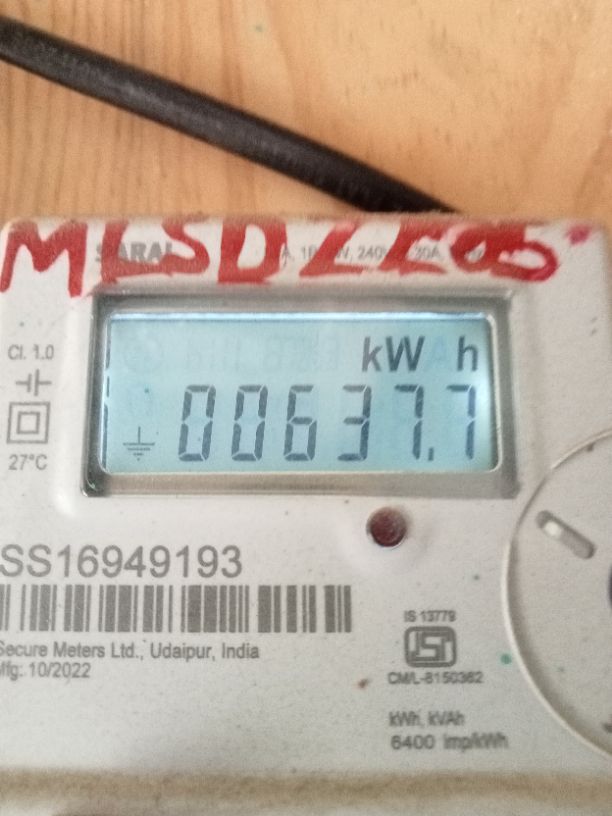 Cl. 1.0
kW h
00637.7
27°C
SS16949193
Secure Meters Ltd., Udaipur, India
Mfg: 10/2022
IS 13779
CM/L-8150362
kWh, kVAh
6400 imp/kWh